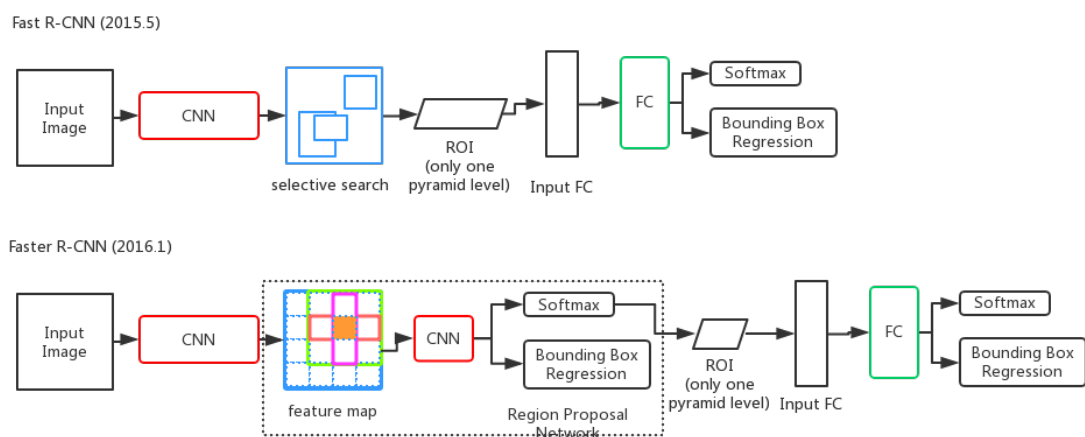 Fast R-CNN (2015.5)
Input
Image
CNN
selective search
ROI
(only one
pyramid level)
Input FC
FC
Softmax
Bounding Box
Regression
Faster R-CNN (2016.1)
Input
Image
CNN
feature map
CNN
Softmax
Bounding Box
Regression
Region Proposal
Network
ROI
(only one
pyramid level)
Input FC
FC
Softmax
Bounding Box
Regression